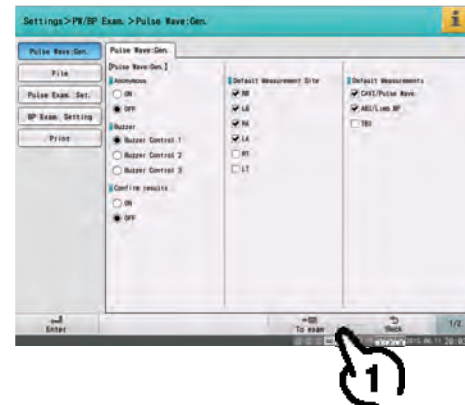 Settings>PW/BP Exam. >Pulse Wave:Gen.
i
Pulse Wave:Gen.
File
Pulse Exam. Set.
BP Exam. Setting
Print
Pulse Wave:Gen.
[Pulse Wave:Gen.]
Anonymous
ON
OFF
Buzzer
Buzzer Control 1
Buzzer Control 2
Buzzer Control 3
Confirm results
ON
OFF
Default Measurement Site
RB
LB
RA
LA
RT
LT
Default Measurements
CAVI/Pulse Wave
ABI/Limb BP
TBI
Enter
To exam
Back
1/2
2015.06.11
1